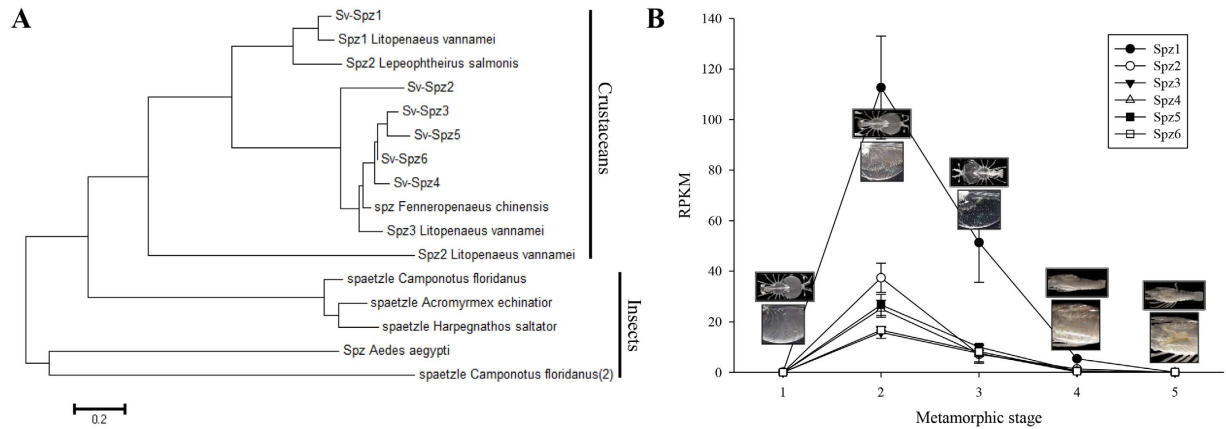 A
Sv-Spz1
Spz1 Litopenaeus vannamei
Spz2 Lepeophtheirus salmonis
Sv-Spz2
Sv-Spz3
Sv-Spz5
Sv-Spz6
Sv-Spz4
spz Fenneropenaeus chinensis
Spz3 Litopenaeus vannamei
Spz2 Litopenaeus vannamei
spaetzle Camponotus floridanus
spaetzle Acromyrmex echinatior
spaetzle Harpegnathos saltator
Spz Aedes aegypti
spaetzle Camponotus floridanus(2)
Crustaceans
Insects
0.2
B
140
120
100
80
60
40
20
0
RPKM
1 2 3 4 5
Metamorphic stage
Spz1
Spz2
Spz3
Spz4
Spz5
Spz6